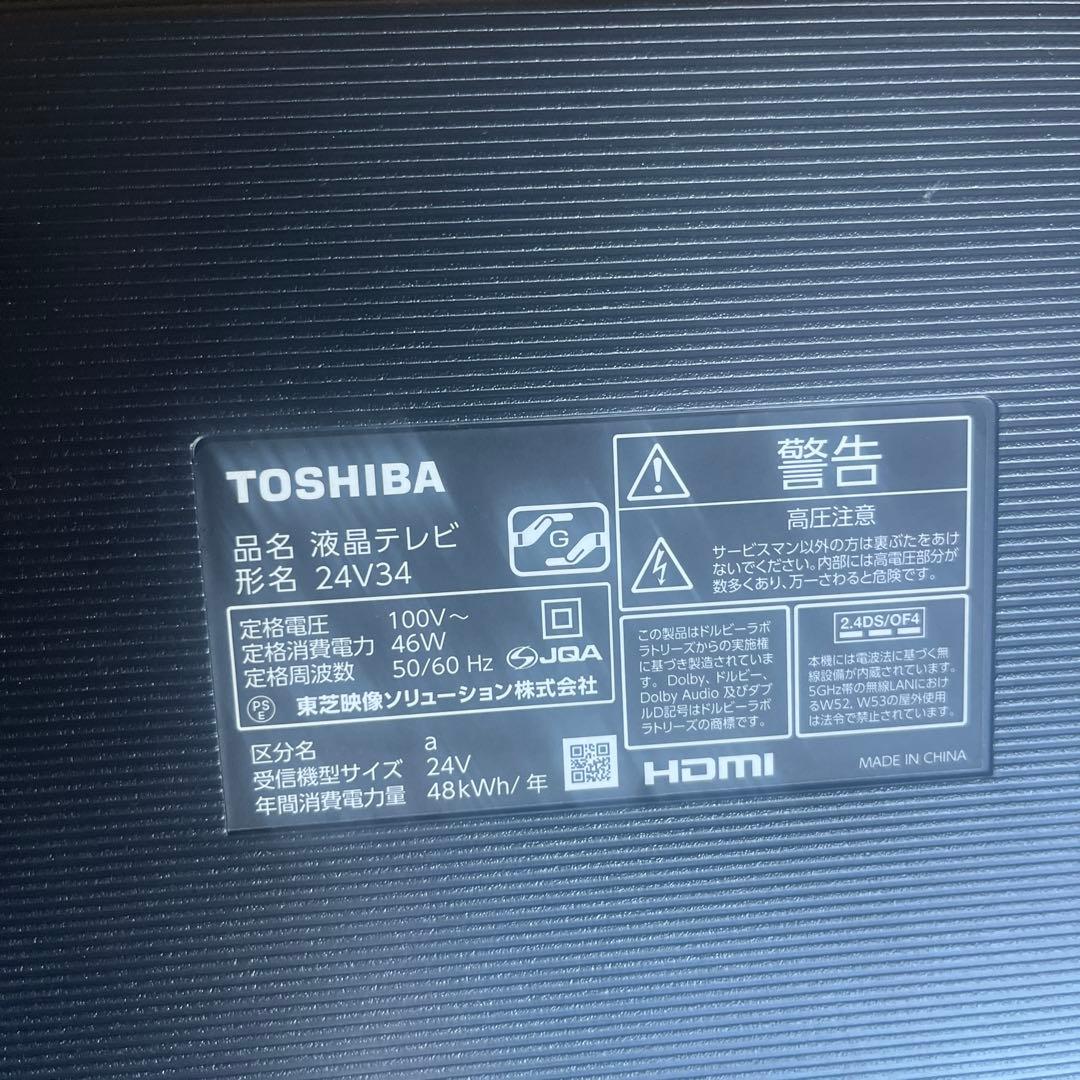 TOSHIBA
品名 液晶テレビ
形名 24V34
G
定格電圧 100V～
定格消費電力 46W
定格周波数 50/60 Hz
JQA
PS
E
東芝映像ソリューション株式会社
区分名 a
受信機型サイズ 24V
年間消費電力量 48kWh/年
警告
高圧注意
サービスマン以外の方は裏ぶたをあけ
ないでください。内部には高電圧部分が
数多くあり、万一さわると危険です。
この製品はドルビーラボ
ラトリーズからの実施権
に基づき製造されていま
す。Dolby、ドルビー、
Dolby Audio 及びダブ
ルD記号はドルビーラボ
ラトリーズの商標です。
2.4DS/OF4
本機には電波法に基づく無
線設備が内蔵されています。
5GHz帯の無線LANにおけ
るW52, W53の屋外使用
は法令で禁止されています。
HDMI
MADE IN CHINA